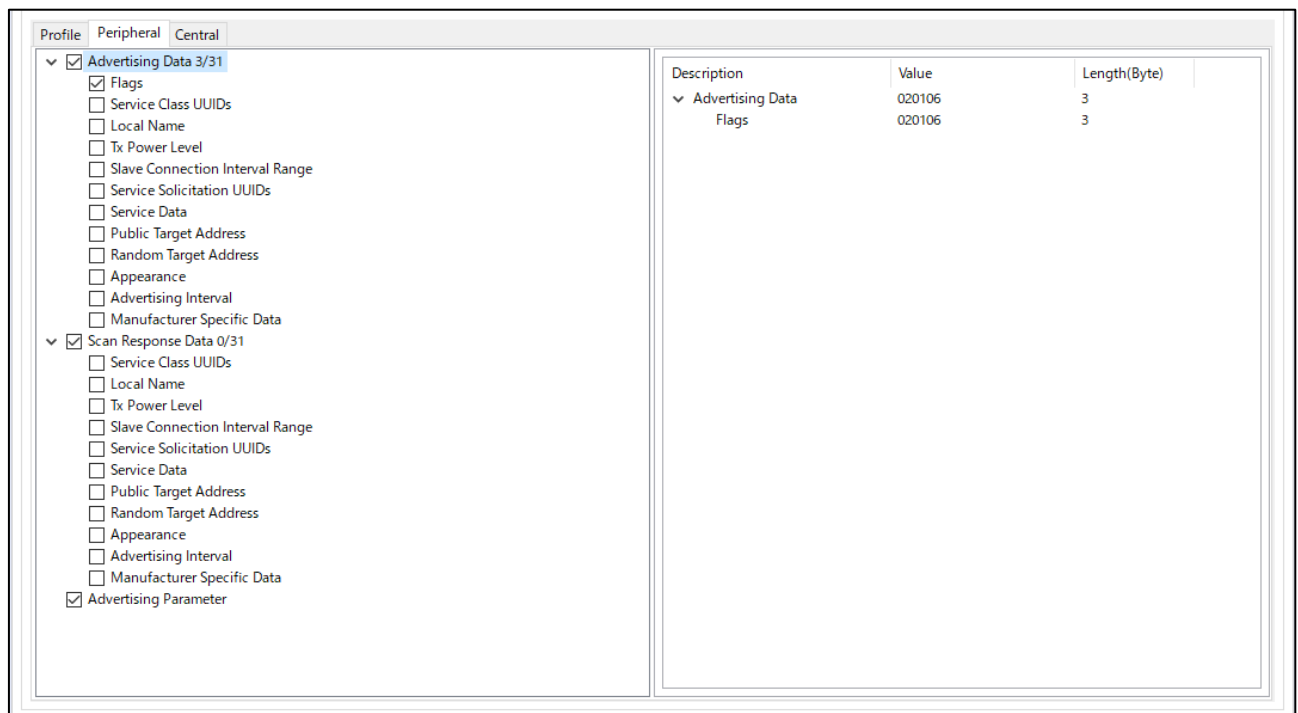 Profile Peripheral Central
Advertising Data 3/31
Flags
Service Class UUIDs
Local Name
Tx Power Level
Slave Connection Interval Range
Service Solicitation UUIDs
Service Data
Public Target Address
Random Target Address
Appearance
Advertising Interval
Manufacturer Specific Data
Scan Response Data 0/31
Service Class UUIDs
Local Name
Tx Power Level
Slave Connection Interval Range
Service Solicitation UUIDs
Service Data
Public Target Address
Random Target Address
Appearance
Advertising Interval
Manufacturer Specific Data
Advertising Parameter
Description Value Length(Byte)
Advertising Data 020106 3
Flags 020106 3